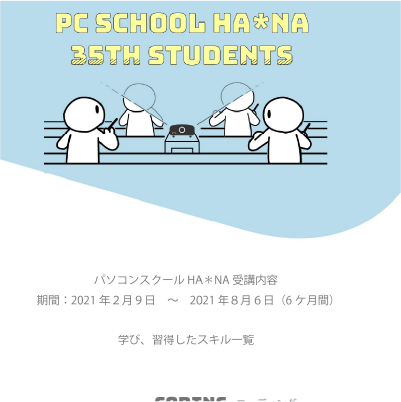 PC SCHOOL HA*NA
35TH STUDENTS
パソコンスクール HA＊NA 受講内容
期間：2021 年２月９日　～　2021 年８月６日（6 ケ月間）
学び、習得したスキル一覧